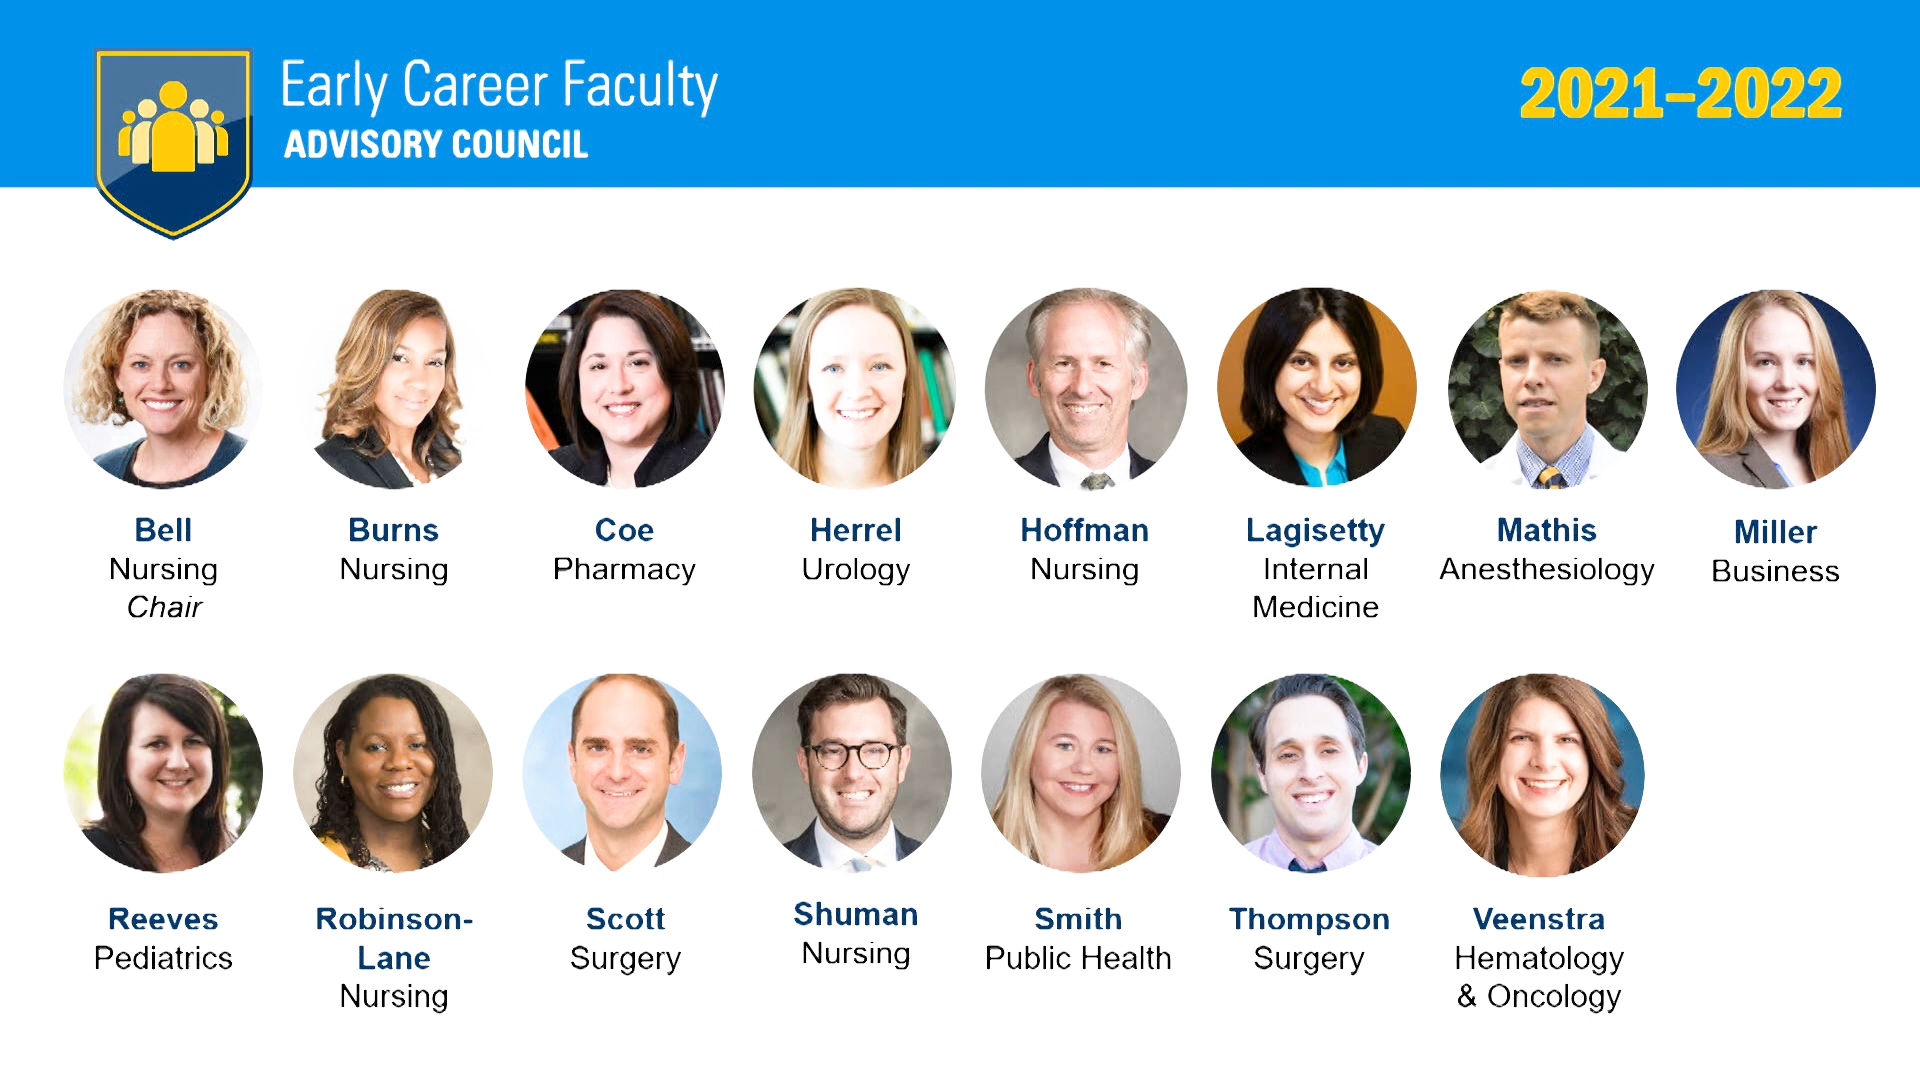 Early Career Faculty
ADVISORY COUNCIL
2021–2022
Bell
Nursing
Chair
Burns
Nursing
Coe
Pharmacy
Herrel
Urology
Hoffman
Nursing
Lagisetty
Internal
Medicine
Mathis
Anesthesiology
Miller
Business
Reeves
Pediatrics
Robinson-
Lane
Nursing
Scott
Surgery
Shuman
Nursing
Smith
Public Health
Thompson
Surgery
Veenstra
Hematology
& Oncology